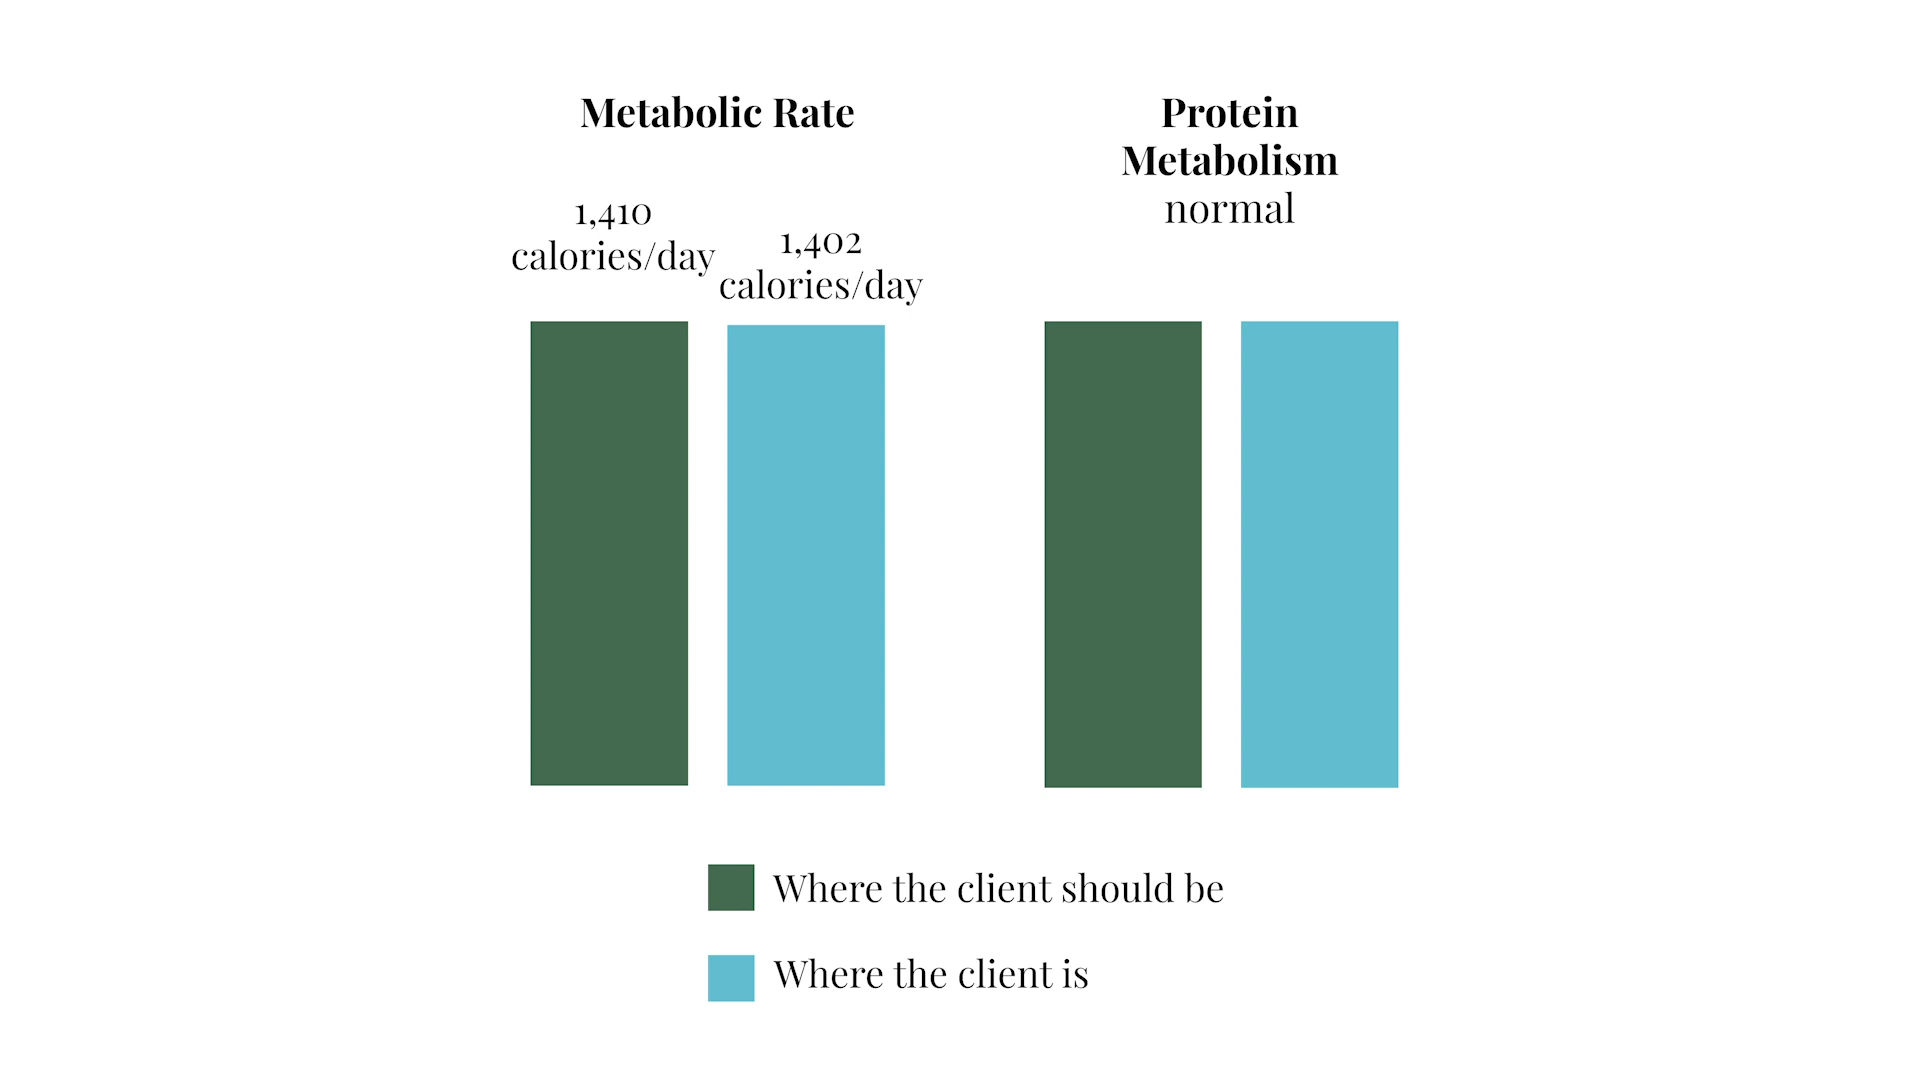 Metabolic Rate
1,410
calories/day
1,402
calories/day
Protein
Metabolism
normal
Where the client should be
Where the client is